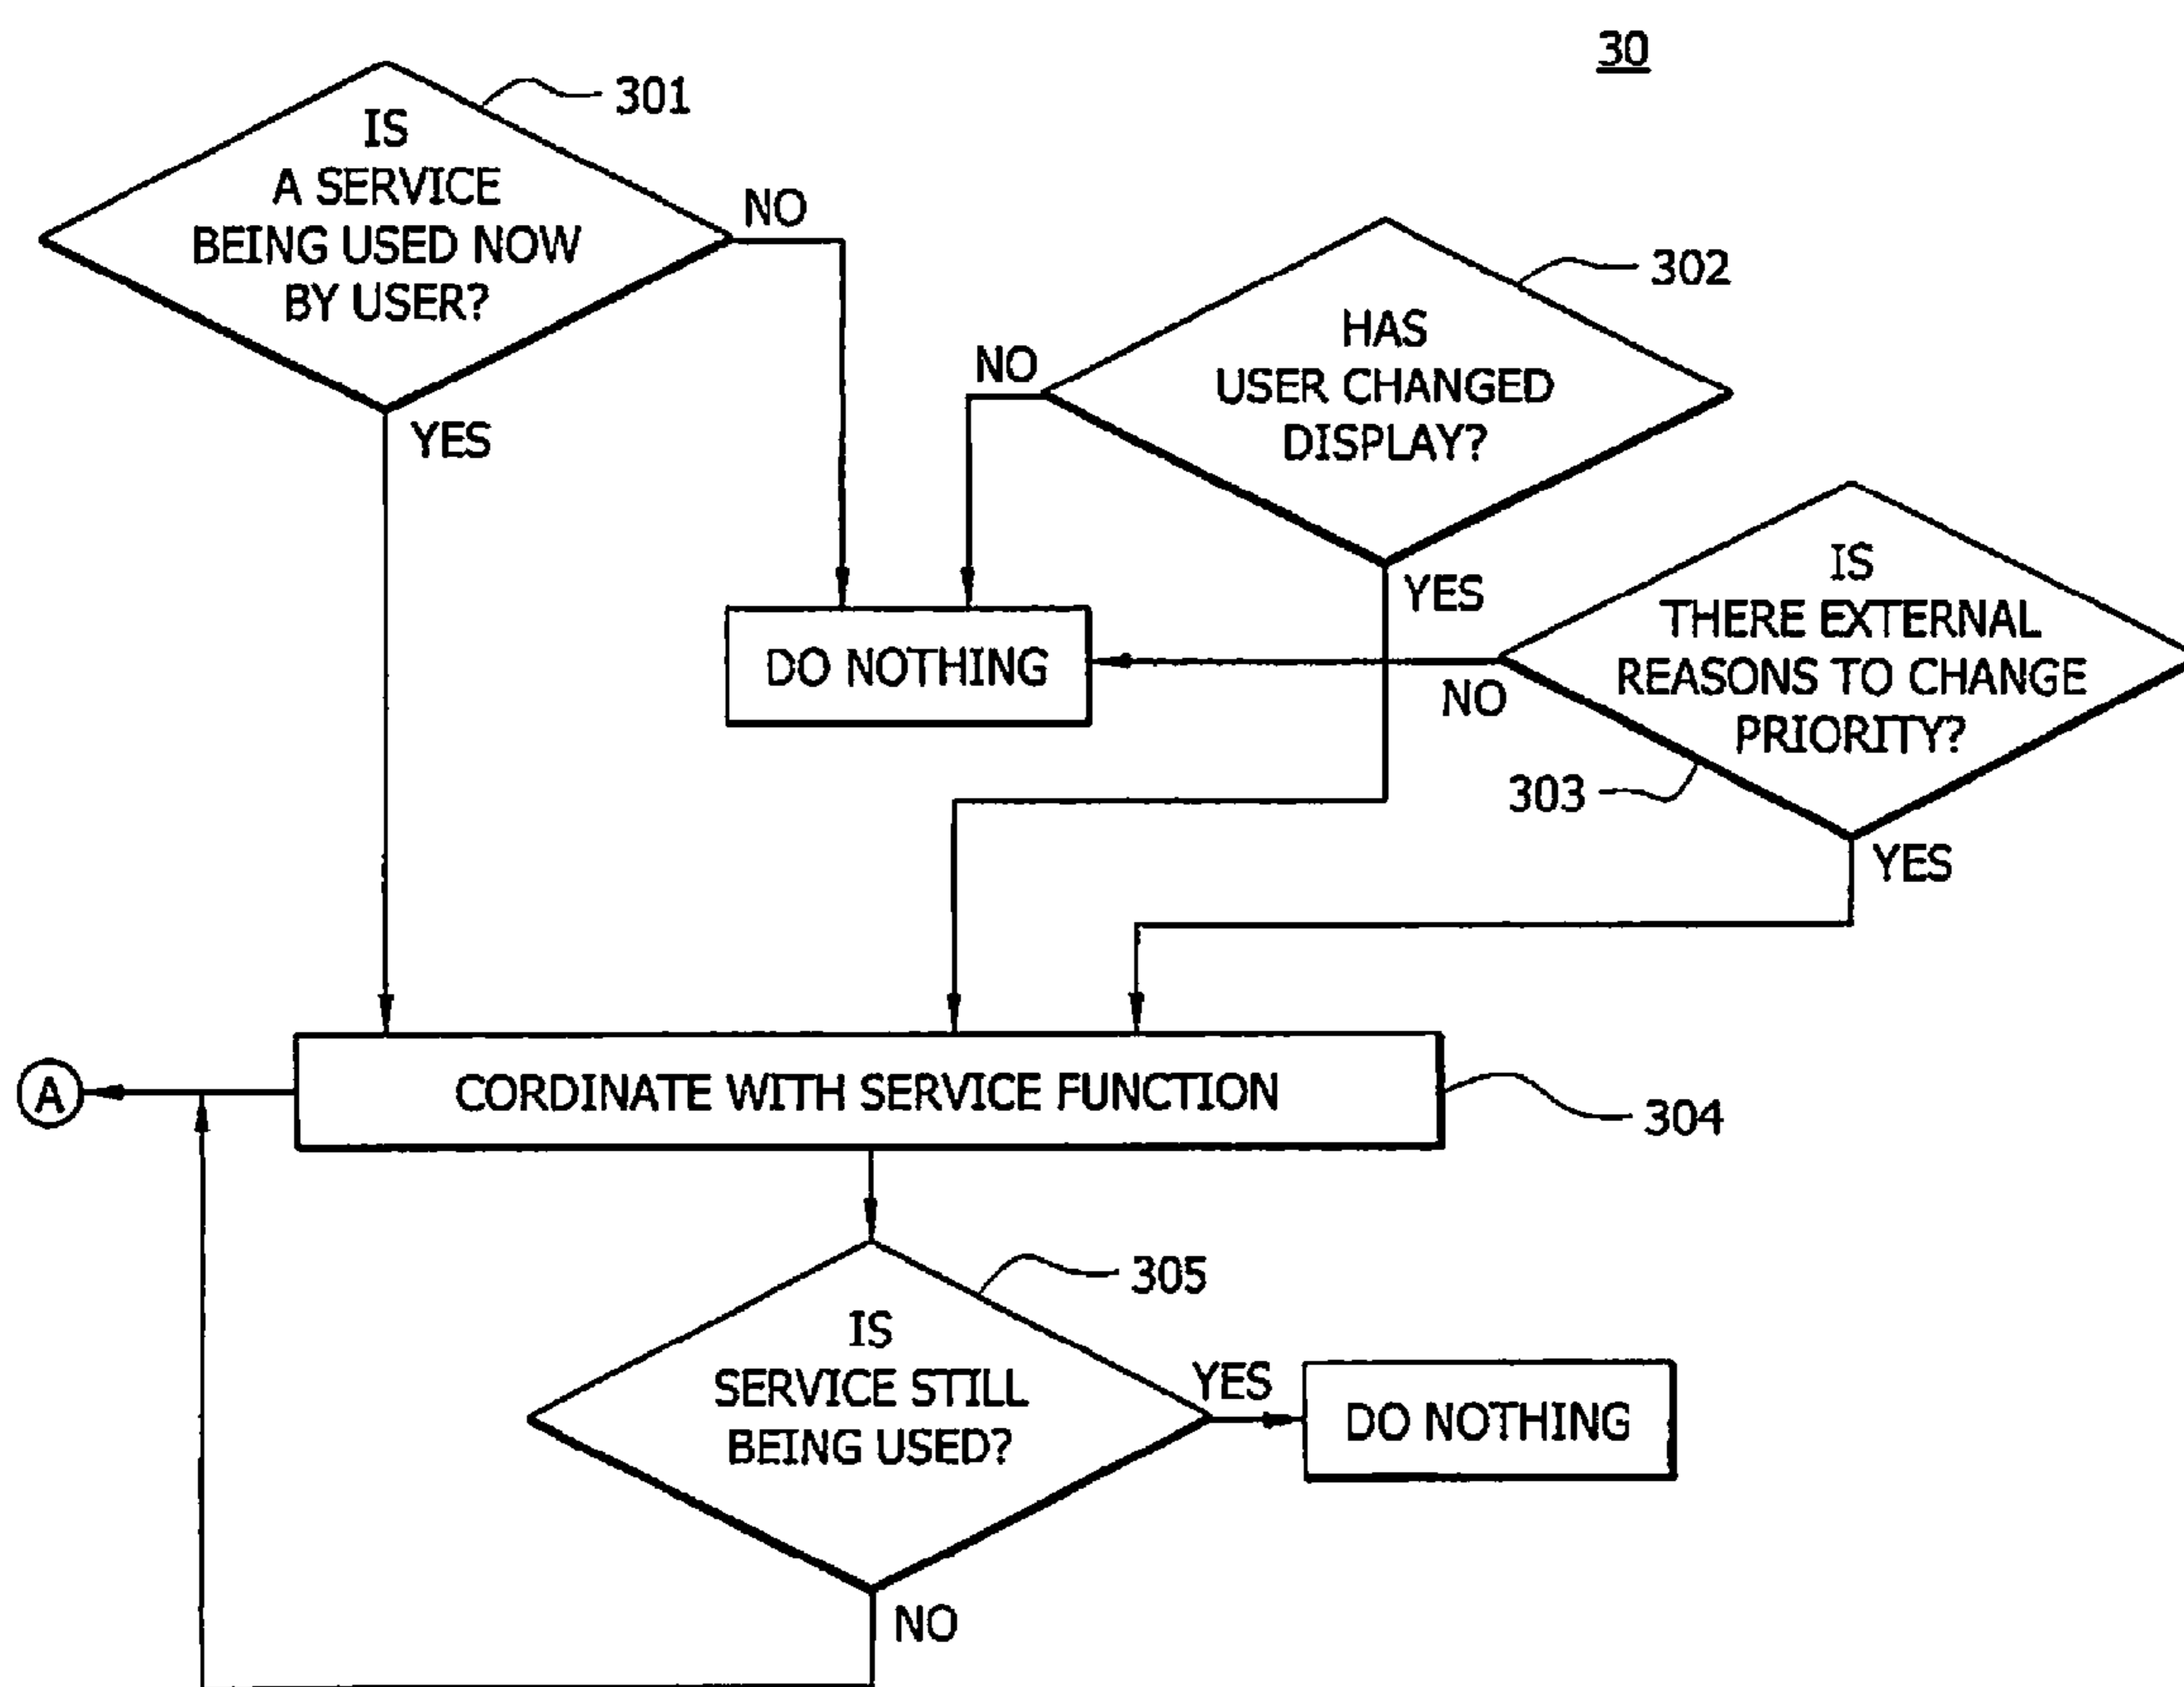 30
IS
A SERVICE
BEING USED NOW
BY USER?
301
NO
YES
HAS
USER CHANGED
DISPLAY?
302
NO
YES
IS
THERE EXTERNAL
REASONS TO CHANGE
PRIORITY?
303
NO
YES
DO NOTHING
CORDINATE WITH SERVICE FUNCTION
304
A
IS
SERVICE STILL
BEING USED?
305
YES
DO NOTHING
NO